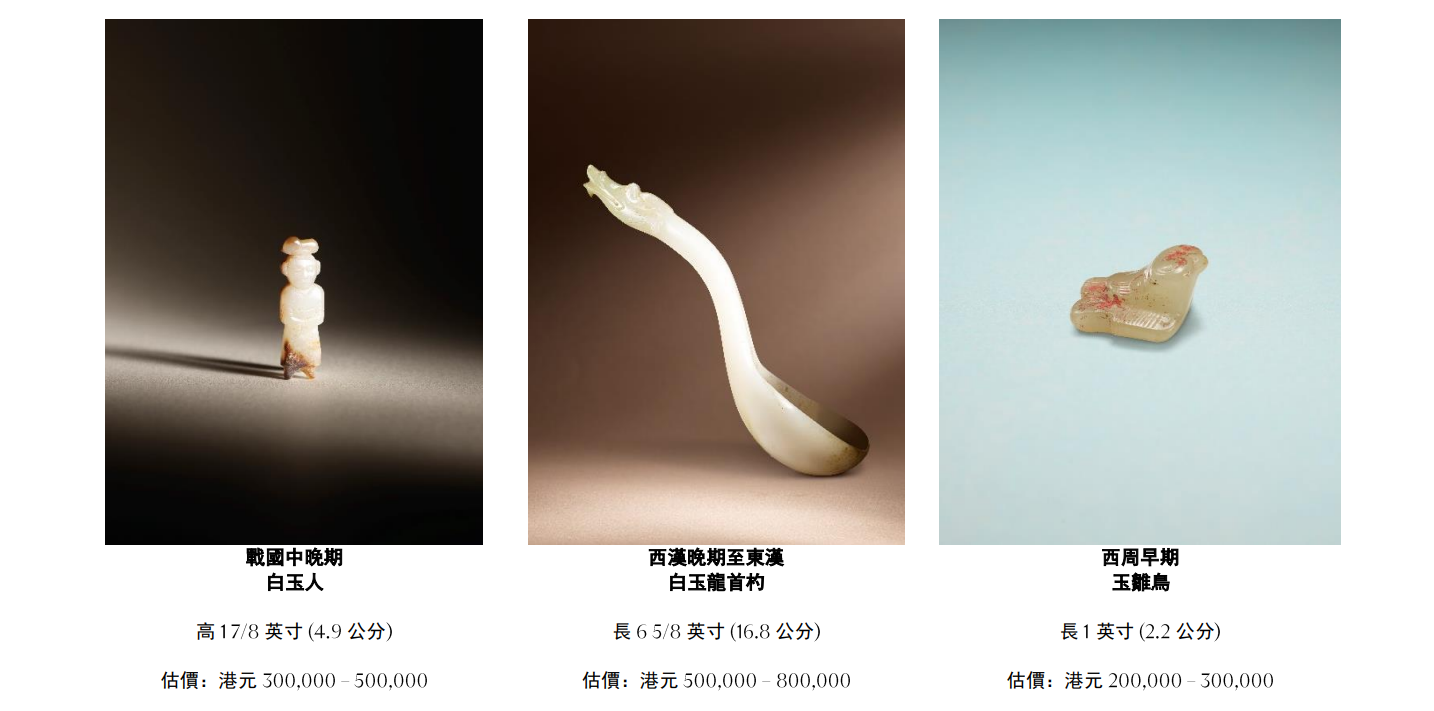 戰國中晚期
白玉人
高 1 7/8 英寸 (4.9 公分)
估價：港元 300,000 – 500,000
西漢晚期至東漢
白玉龍首杓
長 6 5/8 英寸 (16.8 公分)
估價：港元 500,000 – 800,000
西周早期
玉雛鳥
長 1 英寸 (2.2 公分)
估價：港元 200,000 – 300,000